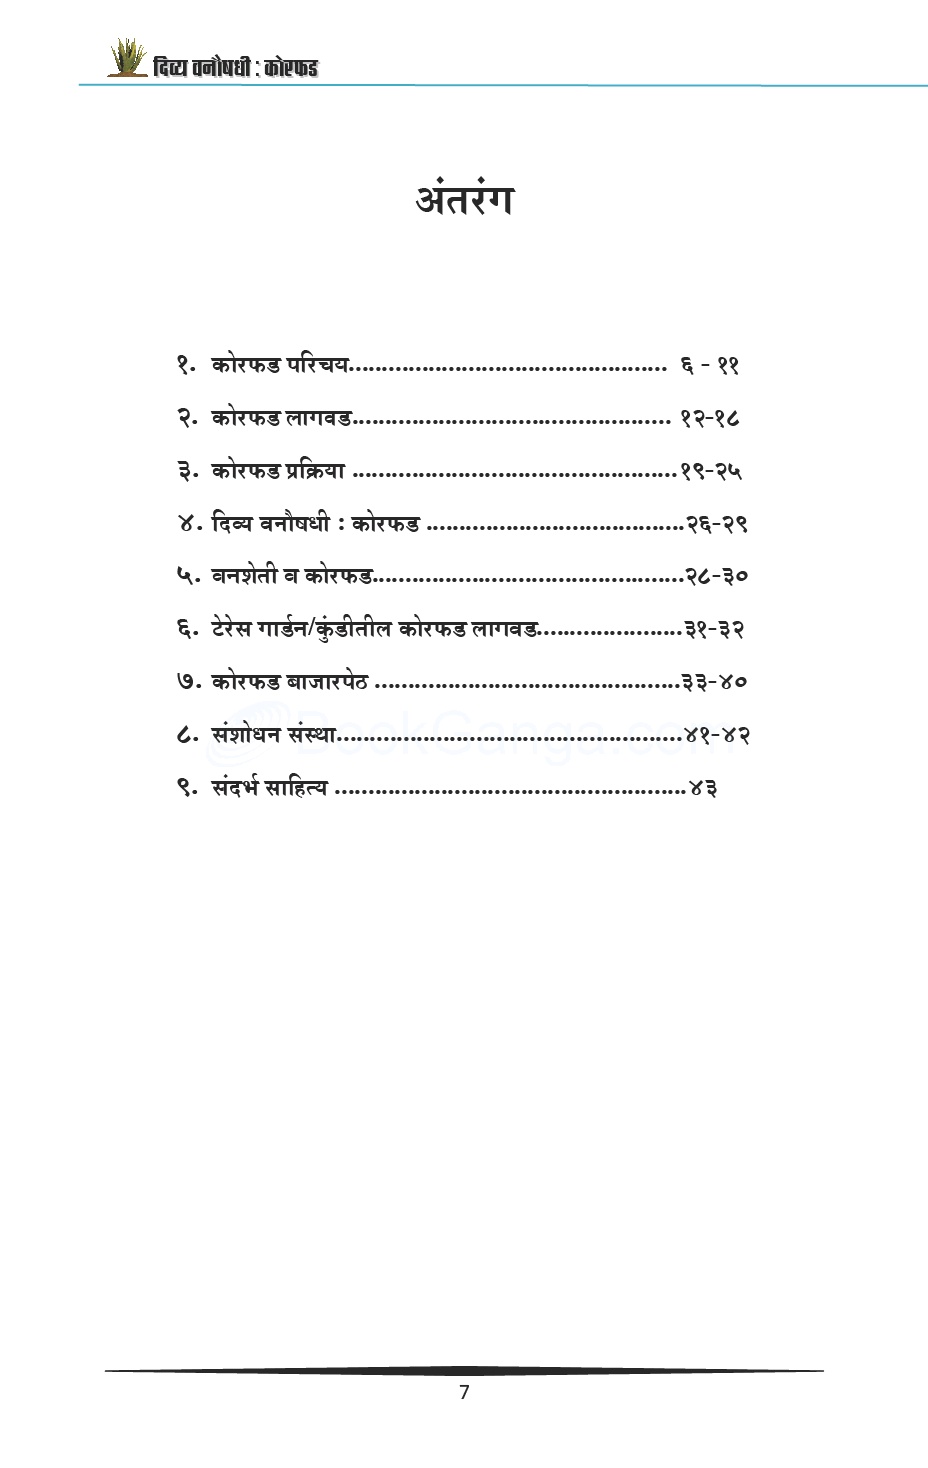 दिव्य वनौषधी : कोरफड
अंतरंग
१. कोरफड परिचय................................................ ६ - ११
२. कोरफड लागवड................................................ १२-१८
३. कोरफड प्रक्रिया .................................................१९-२५
४. दिव्य वनौषधी : कोरफड .......................................२६-२९
५. वनशेती व कोरफड...............................................२८-३०
६. टेरेस गार्डन/कुंडीतील कोरफड लागवड......................३१-३२
७. कोरफड बाजारपेठ ..............................................३३-४०
BookGanga.com
८. संशोधन संस्था....................................................४१-४२
९. संदर्भ साहित्य .....................................................४३
7